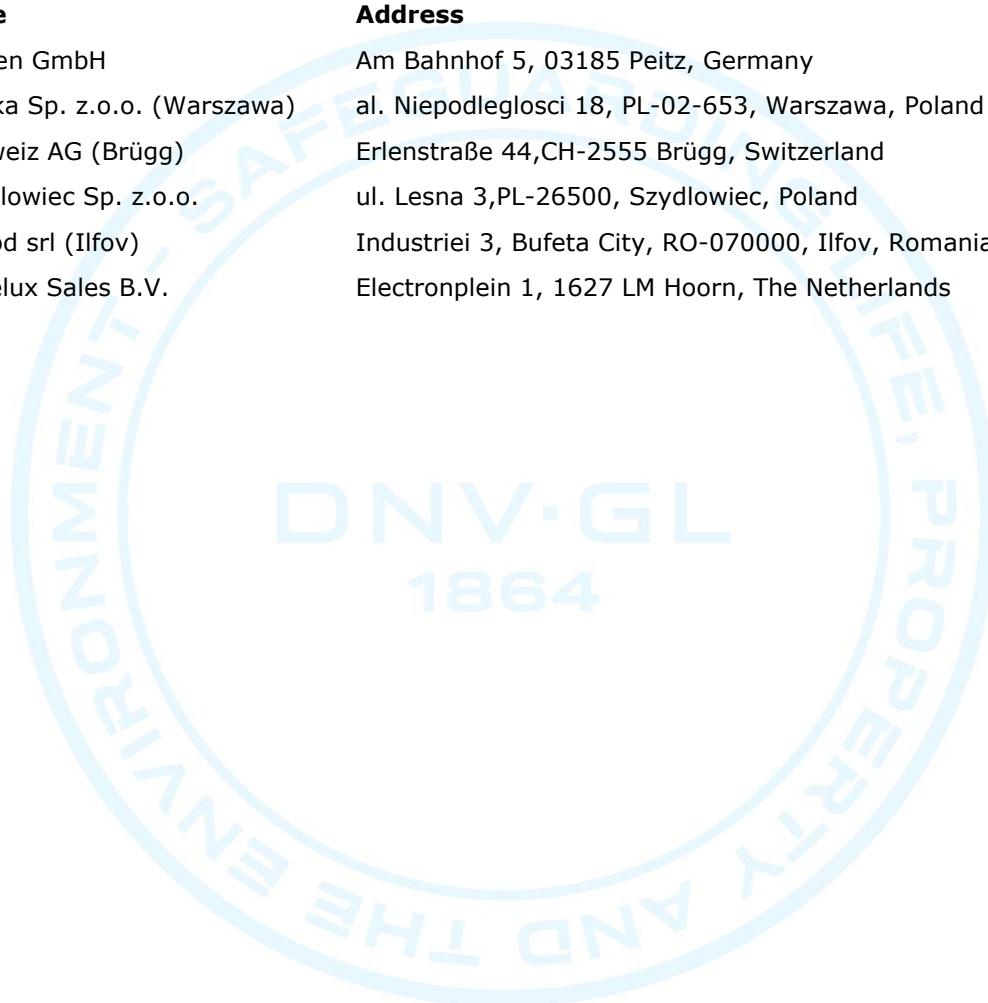 e Address
en GmbH Am Bahnhof 5, 03185 Peitz, Germany
ka Sp. z.o.o. (Warszawa) al. Niepodleglosci 18, PL-02-653, Warszawa, Poland
weiz AG (Brügg) Erlenstraße 44,CH-2555 Brügg, Switzerland
lowiec Sp. z.o.o. ul. Lesna 3,PL-26500, Szydlowiec, Poland
od srl (Ilfov) Industriei 3, Bufeta City, RO-070000, Ilfov, Romania
elux Sales B.V. Electronplein 1, 1627 LM Hoorn, The Netherlands
SAFEGUARDING LIFE, PROPERTY AND THE ENVIRONMENT
DNV·GL
1864